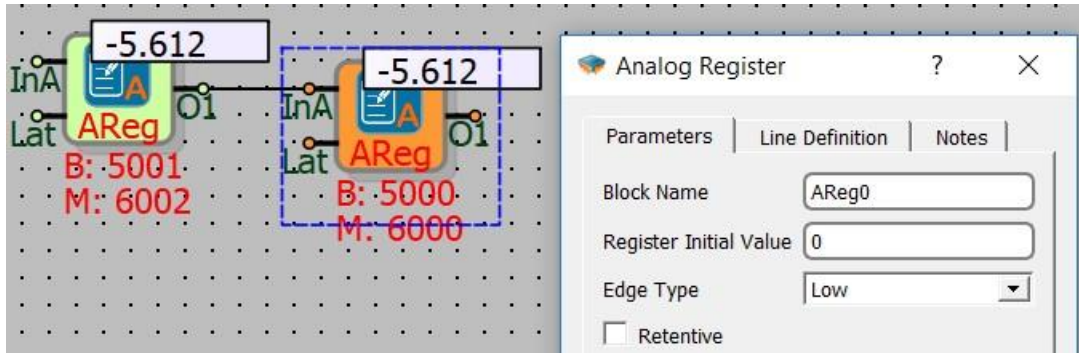 -5.612
InA
Lat
A
AReg
O1
B: 5001
M: 6002
-5.612
InA
Lat
A
AReg
O1
B: 5000
M: 6000
Analog Register
?
Parameters
Line Definition
Notes
Block Name
AReg0
Register Initial Value
0
Edge Type
Low
Retentive